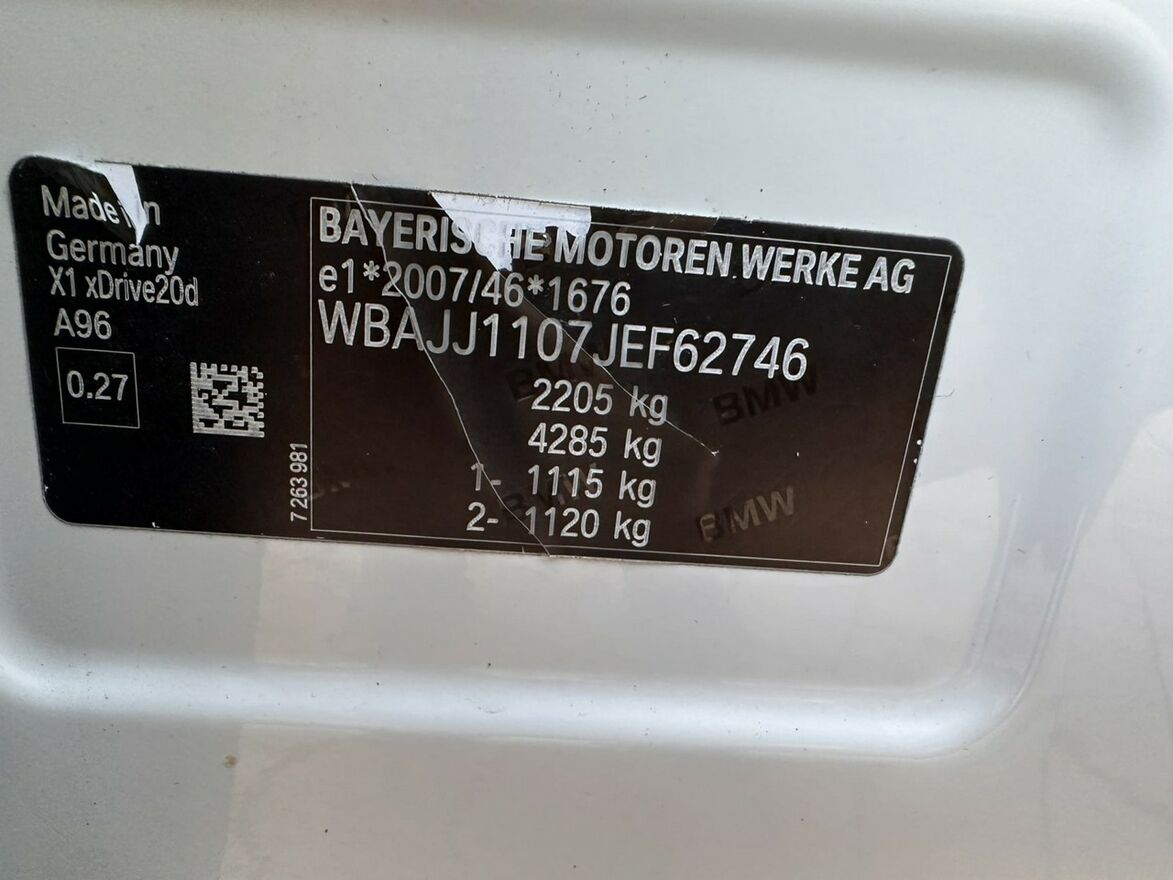 Made in
Germany
X1 xDrive20d
A96
0.27
7 263 981
BAYERISCHE MOTOREN WERKE AG
e1*2007/46*1676
WBAJJ1107JEF62746
2205 kg
4285 kg
1- 1115 kg
2- 1120 kg
BMW
BMW
BMW
BMW